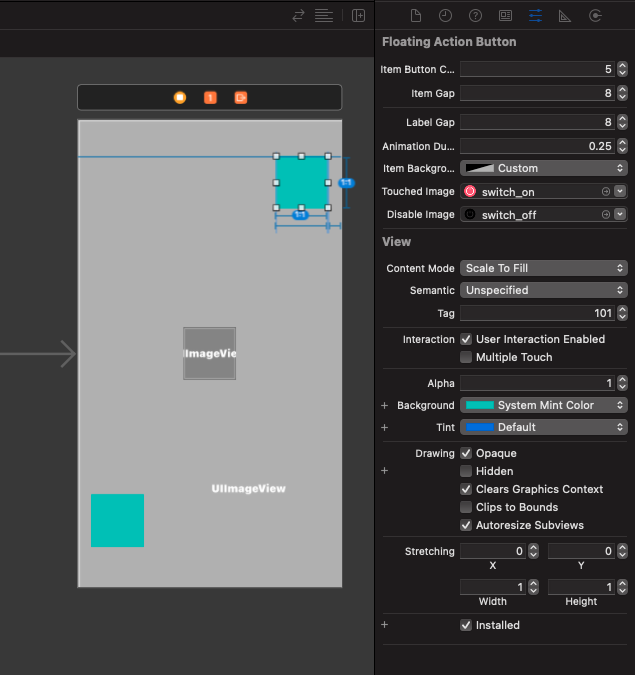 Floating Action Button
Item Button C... 5
Item Gap 8
Label Gap 8
Animation Du... 0.25
Item Backgro... Custom
Touched Image switch_on
Disable Image switch_off
View
Content Mode Scale To Fill
Semantic Unspecified
Tag 101
Interaction User Interaction Enabled
Multiple Touch
Alpha 1
+ Background System Mint Color
+ Tint Default
Drawing Opaque
+ Hidden
Clears Graphics Context
Clips to Bounds
Autoresize Subviews
Stretching 0 0
X Y
1 1
Width Height
+ Installed
1
1:1
1:1
UIImageVie
UIImageView